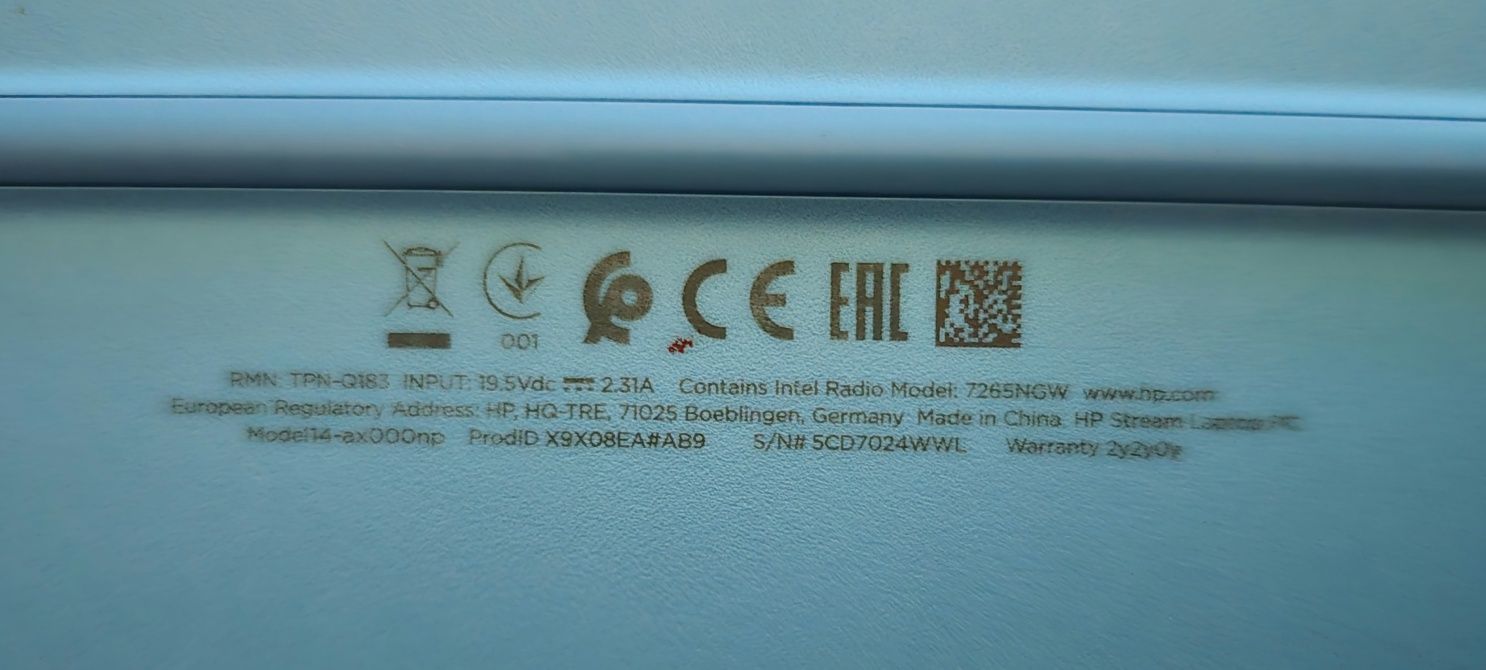 001
CE EAC
RMN: TPN-Q183 INPUT: 19.5Vdc 2.31A Contains Intel Radio Model: 7265NGW www.hp.com
European Regulatory Address: HP, HQ-TRE, 71025 Boeblingen, Germany Made in China HP Stream Laptop PC
Model14-ax000np ProdID X9X08EA#AB9 S/N# 5CD7024WWL Warranty 2y2y0y